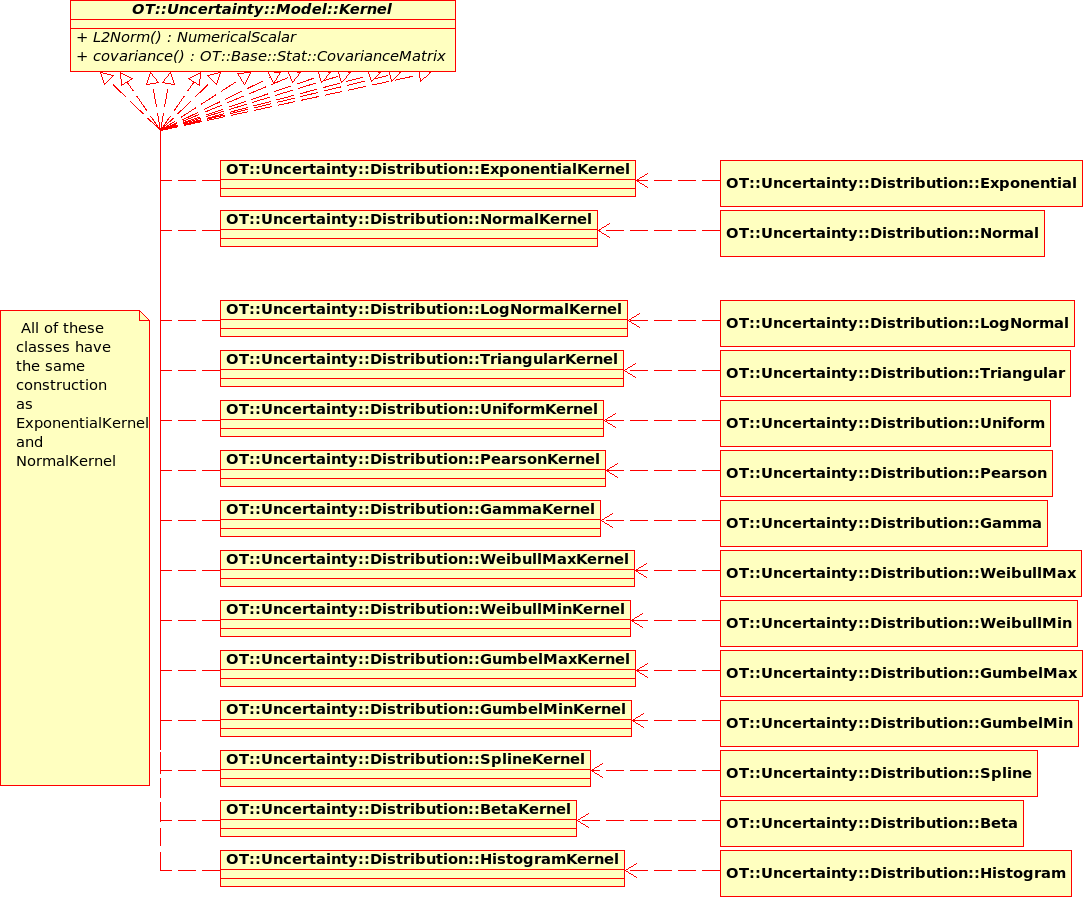 OT::Uncertainty::Model::Kernel
+ L2Norm() : NumericalScalar
+ covariance() : OT::Base::Stat::CovarianceMatrix
OT::Uncertainty::Distribution::ExponentialKernel
OT::Uncertainty::Distribution::Exponential
OT::Uncertainty::Distribution::NormalKernel
OT::Uncertainty::Distribution::Normal
All of these
classes have
the same
construction
as
ExponentialKernel
and
NormalKernel
OT::Uncertainty::Distribution::LogNormalKernel
OT::Uncertainty::Distribution::LogNormal
OT::Uncertainty::Distribution::TriangularKernel
OT::Uncertainty::Distribution::Triangular
OT::Uncertainty::Distribution::UniformKernel
OT::Uncertainty::Distribution::Uniform
OT::Uncertainty::Distribution::PearsonKernel
OT::Uncertainty::Distribution::Pearson
OT::Uncertainty::Distribution::GammaKernel
OT::Uncertainty::Distribution::Gamma
OT::Uncertainty::Distribution::WeibullMaxKernel
OT::Uncertainty::Distribution::WeibullMax
OT::Uncertainty::Distribution::WeibullMinKernel
OT::Uncertainty::Distribution::WeibullMin
OT::Uncertainty::Distribution::GumbelMaxKernel
OT::Uncertainty::Distribution::GumbelMax
OT::Uncertainty::Distribution::GumbelMinKernel
OT::Uncertainty::Distribution::GumbelMin
OT::Uncertainty::Distribution::SplineKernel
OT::Uncertainty::Distribution::Spline
OT::Uncertainty::Distribution::BetaKernel
OT::Uncertainty::Distribution::Beta
OT::Uncertainty::Distribution::HistogramKernel
OT::Uncertainty::Distribution::Histogram